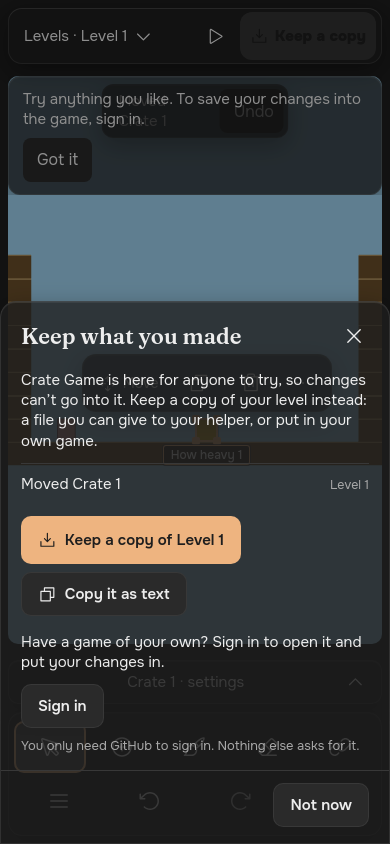 Levels · Level 1
Keep a copy
Try anything you like. To save your changes into
the game, sign in.
Crate 1
Undo
Got it
Keep what you made
Crate Game is here for anyone to try, so changes
can't go into it. Keep a copy of your level instead:
a file you can give to your helper, or put in your
own game.
How heavy 1
Moved Crate 1
Level 1
Keep a copy of Level 1
Copy it as text
Have a game of your own? Sign in to open it and
put your changes in.
Crate 1 · settings
Sign in
You only need GitHub to sign in. Nothing else asks for it.
Not now